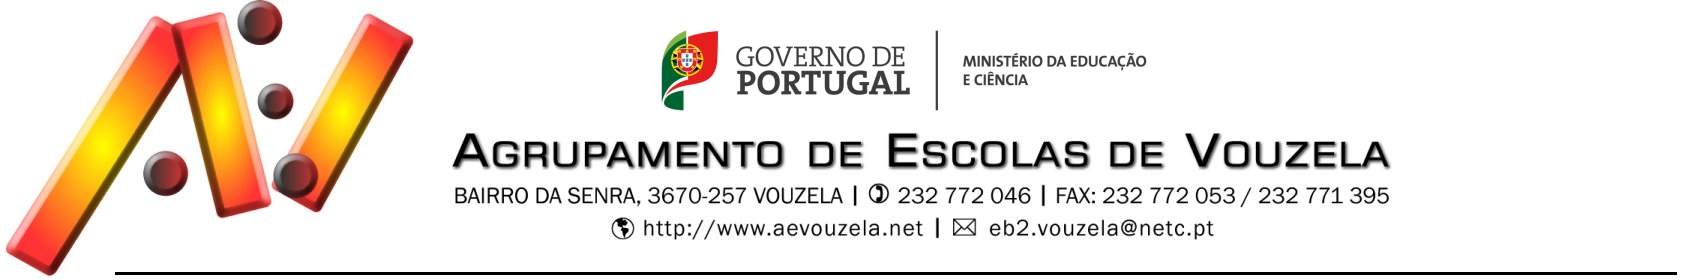 GOVERNO DE
PORTUGAL
MINISTÉRIO DA EDUCAÇÃO
E CIÊNCIA
AGRUPAMENTO DE ESCOLAS DE VOUZELA
BAIRRO DA SENRA, 3670-257 VOUZELA | 232 772 046 | FAX: 232 772 053 / 232 771 395
http://www.aevouzela.net | eb2.vouzela@netc.pt